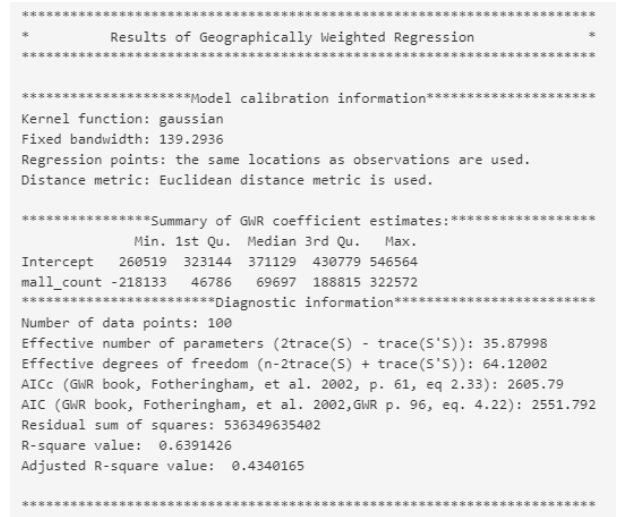 ***********************************************************************
*          Results of Geographically Weighted Regression              *
***********************************************************************
*********************Model calibration information*********************
Kernel function: gaussian
Fixed bandwidth: 139.2936
Regression points: the same locations as observations are used.
Distance metric: Euclidean distance metric is used.
****************Summary of GWR coefficient estimates:******************
              Min. 1st Qu.  Median 3rd Qu.   Max.
Intercept   260519  323144  371129  430779 546564
mall_count -218133   46786   69697  188815 322572
************************Diagnostic information*************************
Number of data points: 100
Effective number of parameters (2trace(S) - trace(S'S)): 35.87998
Effective degrees of freedom (n-2trace(S) + trace(S'S)): 64.12002
AICc (GWR book, Fotheringham, et al. 2002, p. 61, eq 2.33): 2605.79
AIC (GWR book, Fotheringham, et al. 2002,GWR p. 96, eq. 4.22): 2551.792
Residual sum of squares: 536349635402
R-square value:  0.6391426
Adjusted R-square value:  0.4340165
***********************************************************************